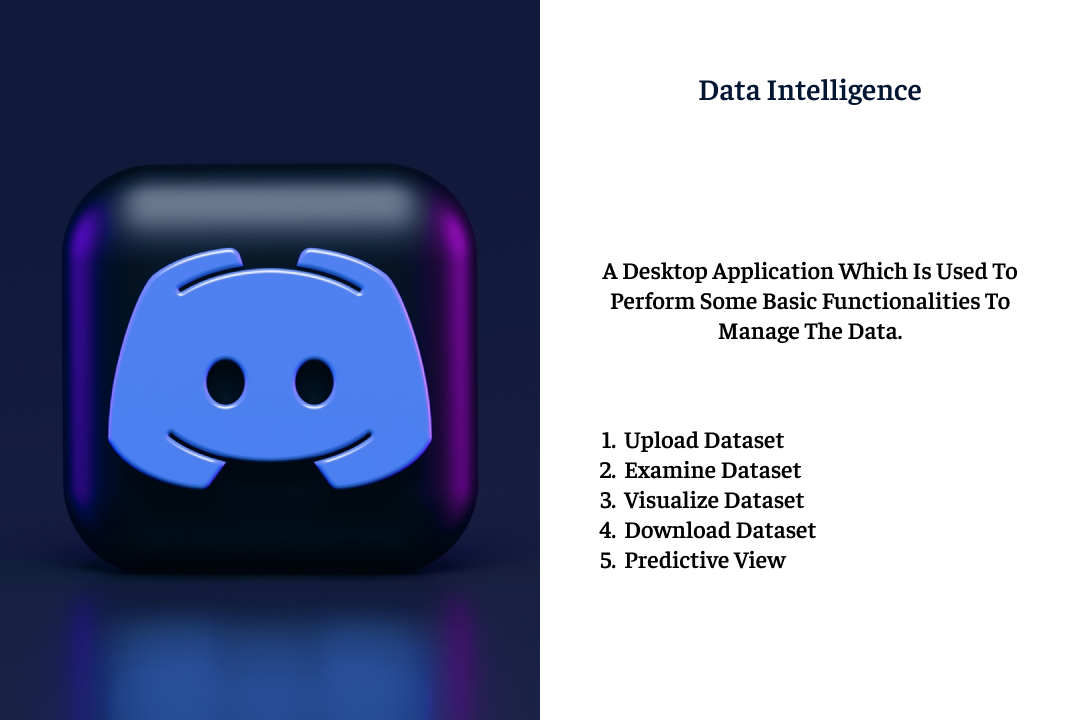 Data Intelligence
A Desktop Application Which Is Used To
Perform Some Basic Functionalities To
Manage The Data.
1. Upload Dataset
2. Examine Dataset
3. Visualize Dataset
4. Download Dataset
5. Predictive View